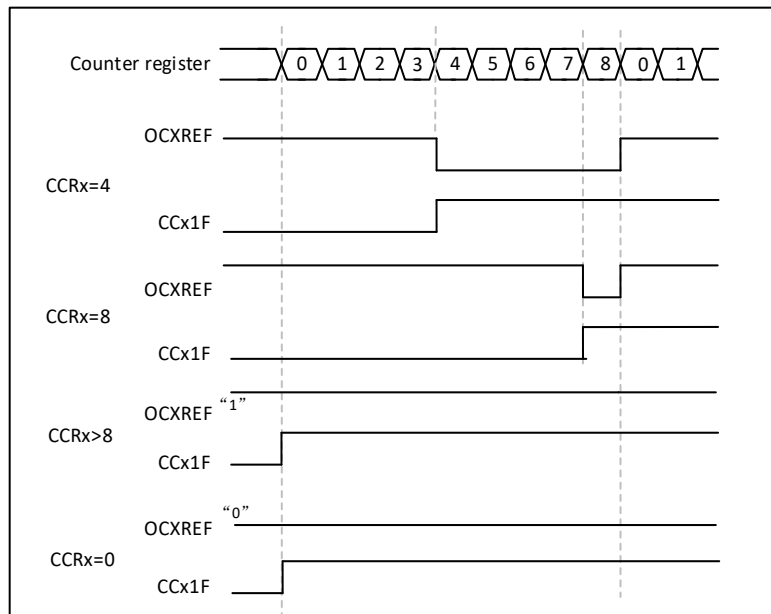 Counter register 0 1 2 3 4 5 6 7 8 0 1
OCXREF
CCRx=4
CCx1F
OCXREF
CCRx=8
CCx1F
OCXREF “1”
CCRx>8
CCx1F
OCXREF “0”
CCRx=0
CCx1F